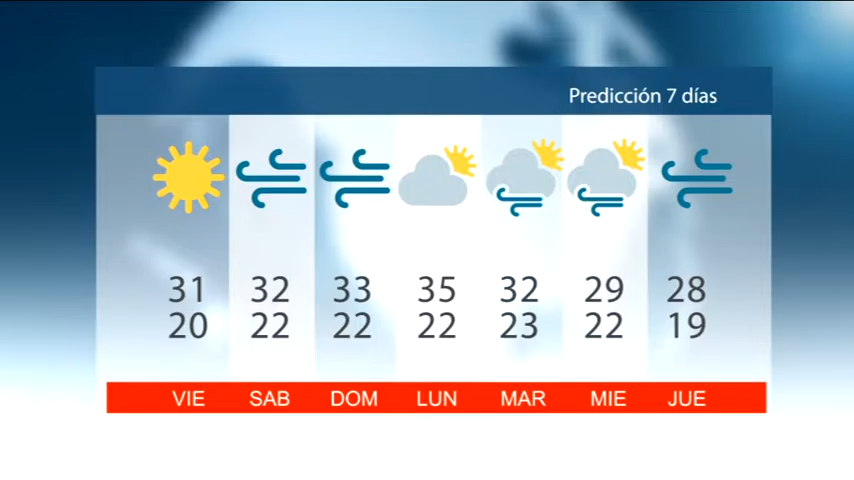 Predicción 7 días
31 32 33 35 32 29 28
20 22 22 22 23 22 19
VIE SAB DOM LUN MAR MIE JUE